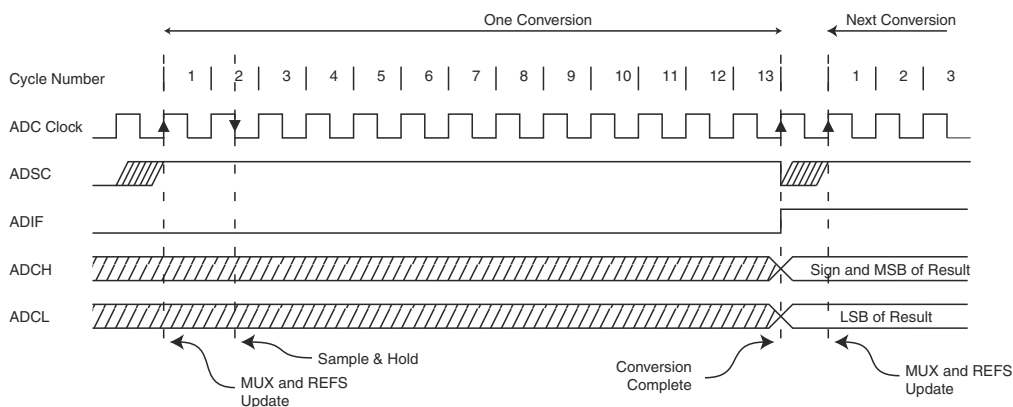 One Conversion
Next Conversion
Cycle Number
1 2 3 4 5 6 7 8 9 10 11 12 13 1 2 3
ADC Clock
ADSC
ADIF
ADCH
Sign and MSB of Result
ADCL
LSB of Result
Sample & Hold
MUX and REFS
Update
Conversion
Complete
MUX and REFS
Update